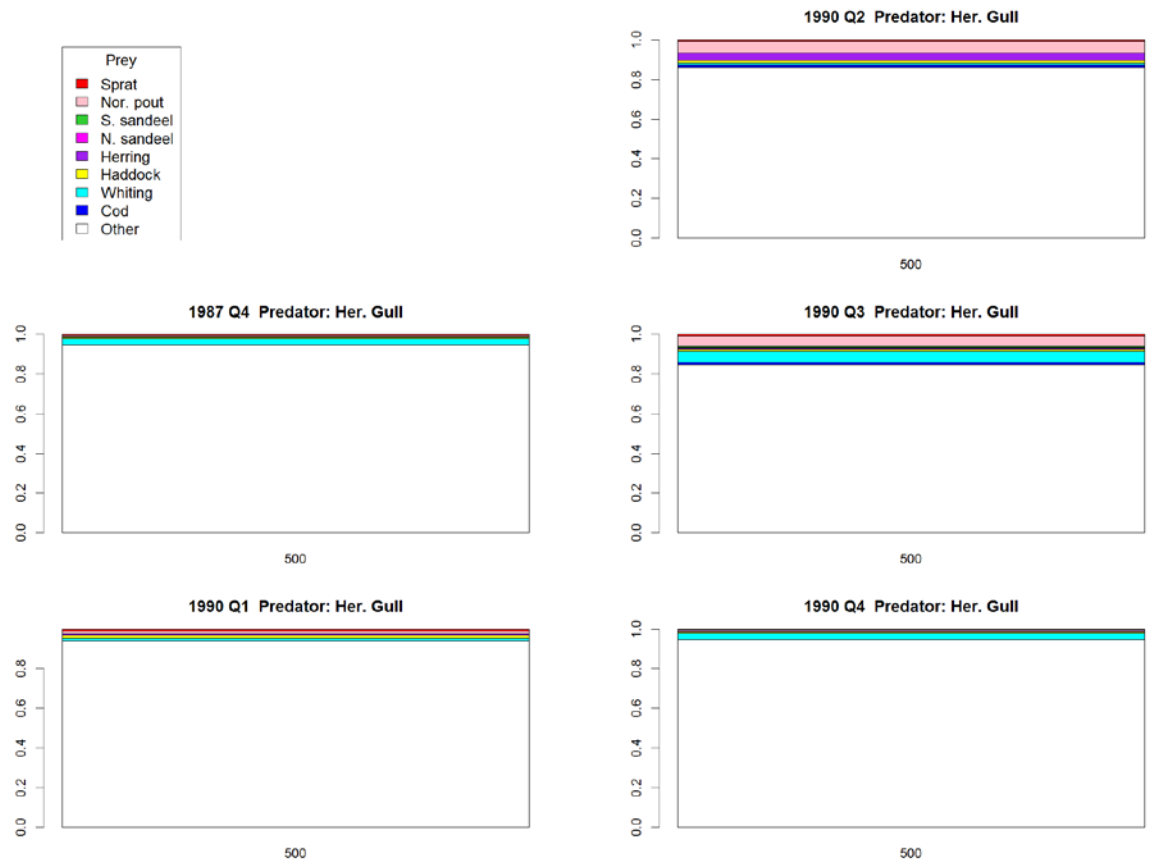 Prey
Sprat
Nor. pout
S. sandeel
N. sandeel
Herring
Haddock
Whiting
Cod
Other
1990 Q2 Predator: Her. Gull
1.0
0.8
0.6
0.4
0.2
0.0
500
1987 Q4 Predator: Her. Gull
1.0
0.8
0.6
0.4
0.2
0.0
500
1990 Q3 Predator: Her. Gull
1.0
0.8
0.6
0.4
0.2
0.0
500
1990 Q1 Predator: Her. Gull
0.8
0.6
0.4
0.2
0.0
500
1990 Q4 Predator: Her. Gull
1.0
0.8
0.6
0.4
0.2
0.0
500